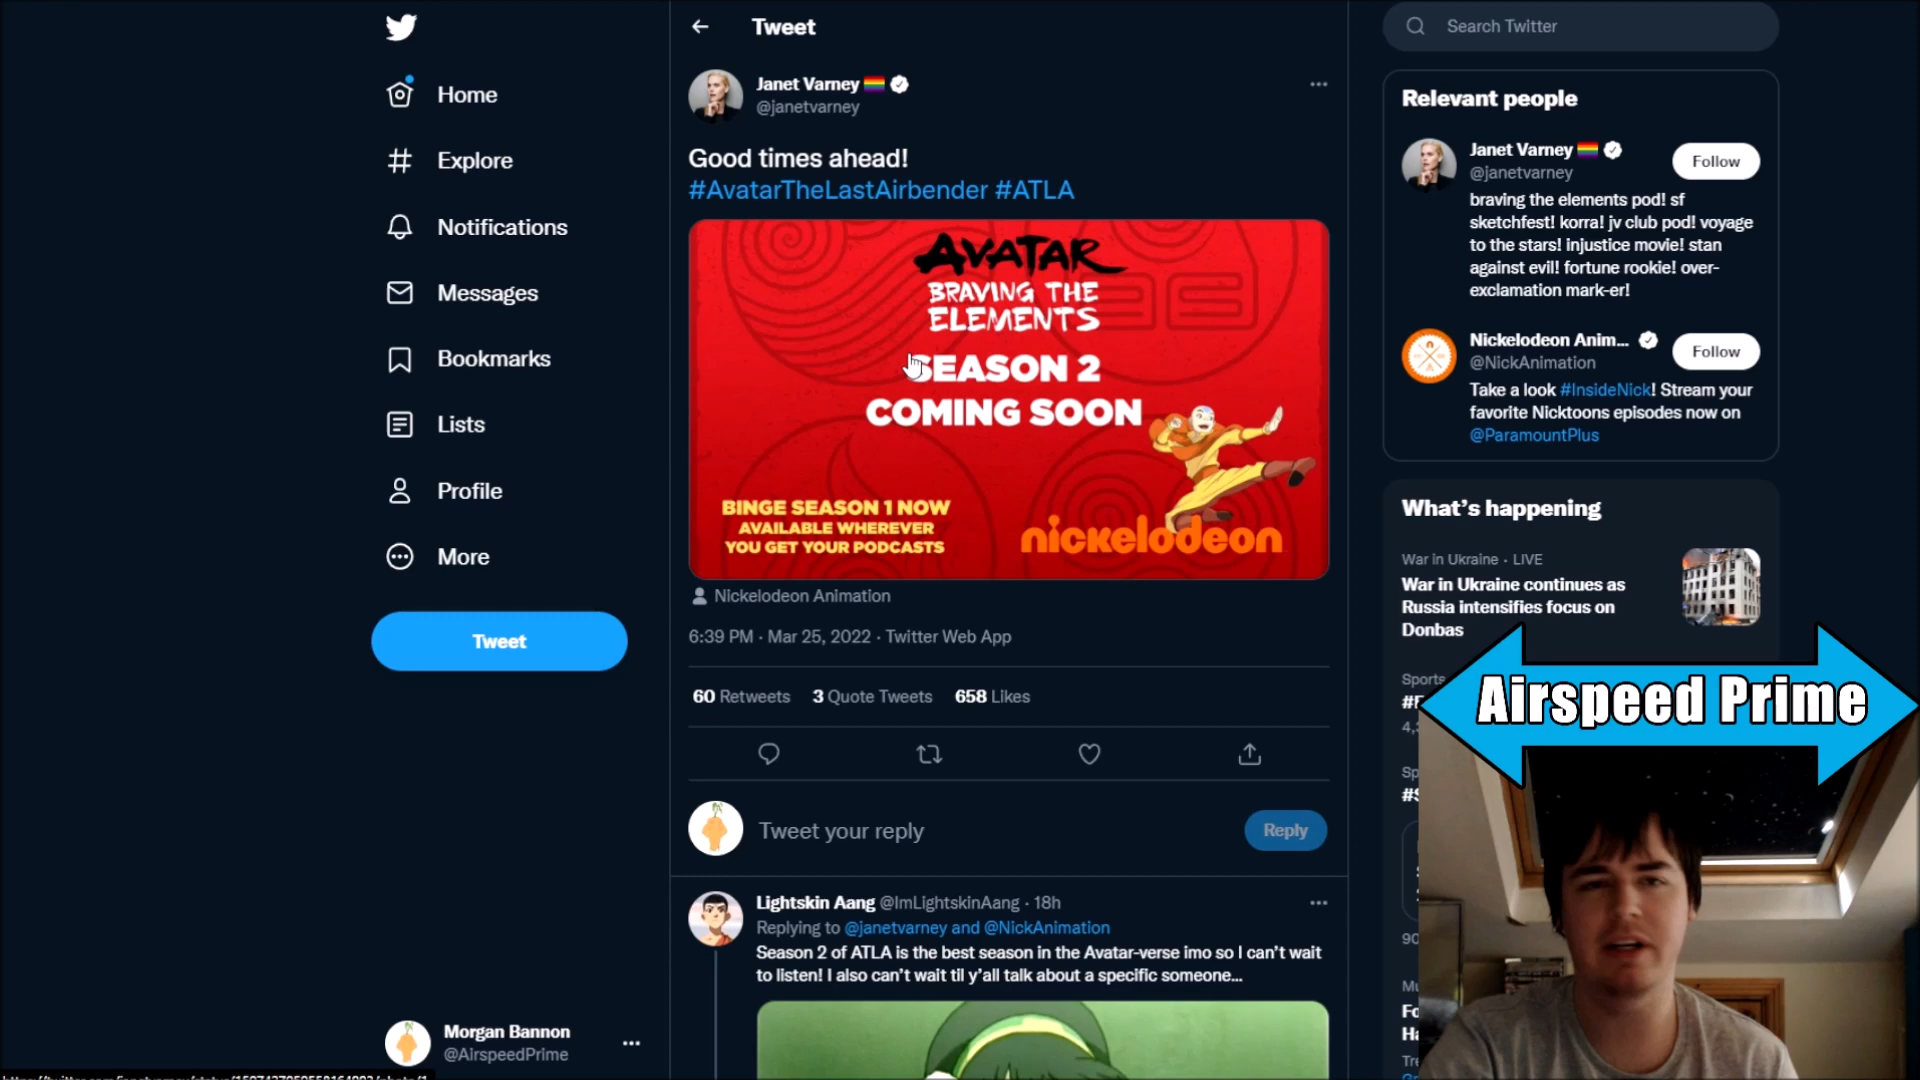 Home
Explore
Notifications
Messages
Bookmarks
Lists
Profile
More
Tweet
Morgan Bannon
@AirspeedPrime
Tweet
Janet Varney
@janetvarney
Good times ahead!
#AvatarTheLastAirbender #ATLA
AVATAR
BRAVING THE
ELEMENTS
SEASON 2
COMING SOON
BINGE SEASON 1 NOW
AVAILABLE WHEREVER
YOU GET YOUR PODCASTS
nickelodeon
Nickelodeon Animation
6:39 PM · Mar 25, 2022 · Twitter Web App
60 Retweets 3 Quote Tweets 658 Likes
Tweet your reply
Reply
Lightskin Aang @ImLightskinAang · 18h
Replying to @janetvarney and @NickAnimation
Season 2 of ATLA is the best season in the Avatar-verse imo so I can't wait
to listen! I also can't wait til y'all talk about a specific someone...
Search Twitter
Relevant people
Janet Varney
@janetvarney
Follow
braving the elements pod! sf
sketchfest! korra! jv club pod! voyage
to the stars! injustice movie! stan
against evil! fortune rookie! over-
exclamation mark-er!
Nickelodeon Anim...
@NickAnimation
Follow
Take a look #InsideNick! Stream your
favorite Nicktoons episodes now on
@ParamountPlus
What's happening
War in Ukraine · LIVE
War in Ukraine continues as
Russia intensifies focus on
Donbas
Sports
Airspeed Prime